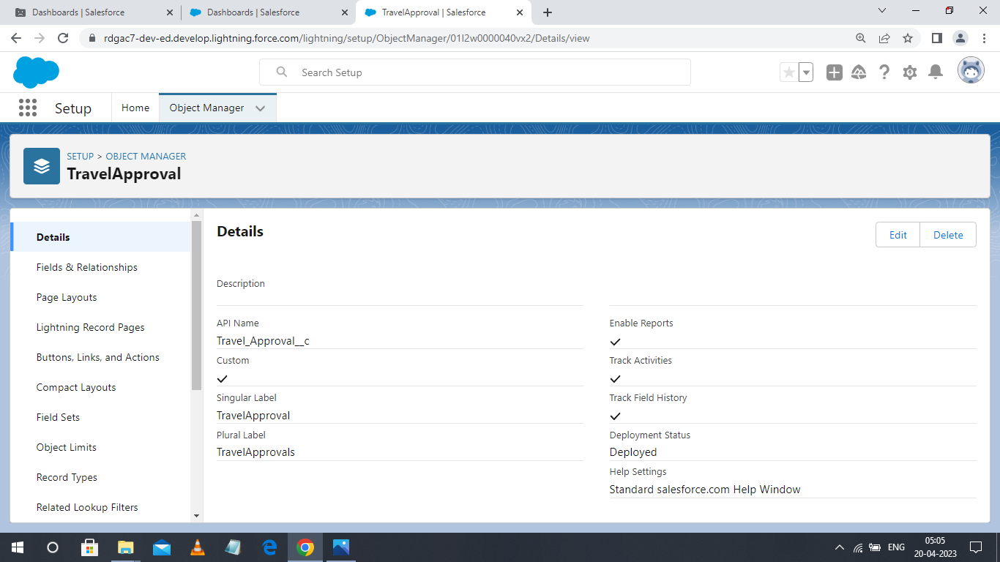 Dashboards | Salesforce
Dashboards | Salesforce
TravelApproval | Salesforce
rdgac7-dev-ed.develop.lightning.force.com/lightning/setup/ObjectManager/01I2w0000040vx2/Details/view
Search Setup
Setup
Home
Object Manager
SETUP > OBJECT MANAGER
TravelApproval
Details
Fields & Relationships
Page Layouts
Lightning Record Pages
Buttons, Links, and Actions
Compact Layouts
Field Sets
Object Limits
Record Types
Related Lookup Filters
Details
Edit
Delete
Description
API Name
Travel_Approval__c
Custom
Singular Label
TravelApproval
Plural Label
TravelApprovals
Enable Reports
Track Activities
Track Field History
Deployment Status
Deployed
Help Settings
Standard salesforce.com Help Window
ENG
05:05
20-04-2023